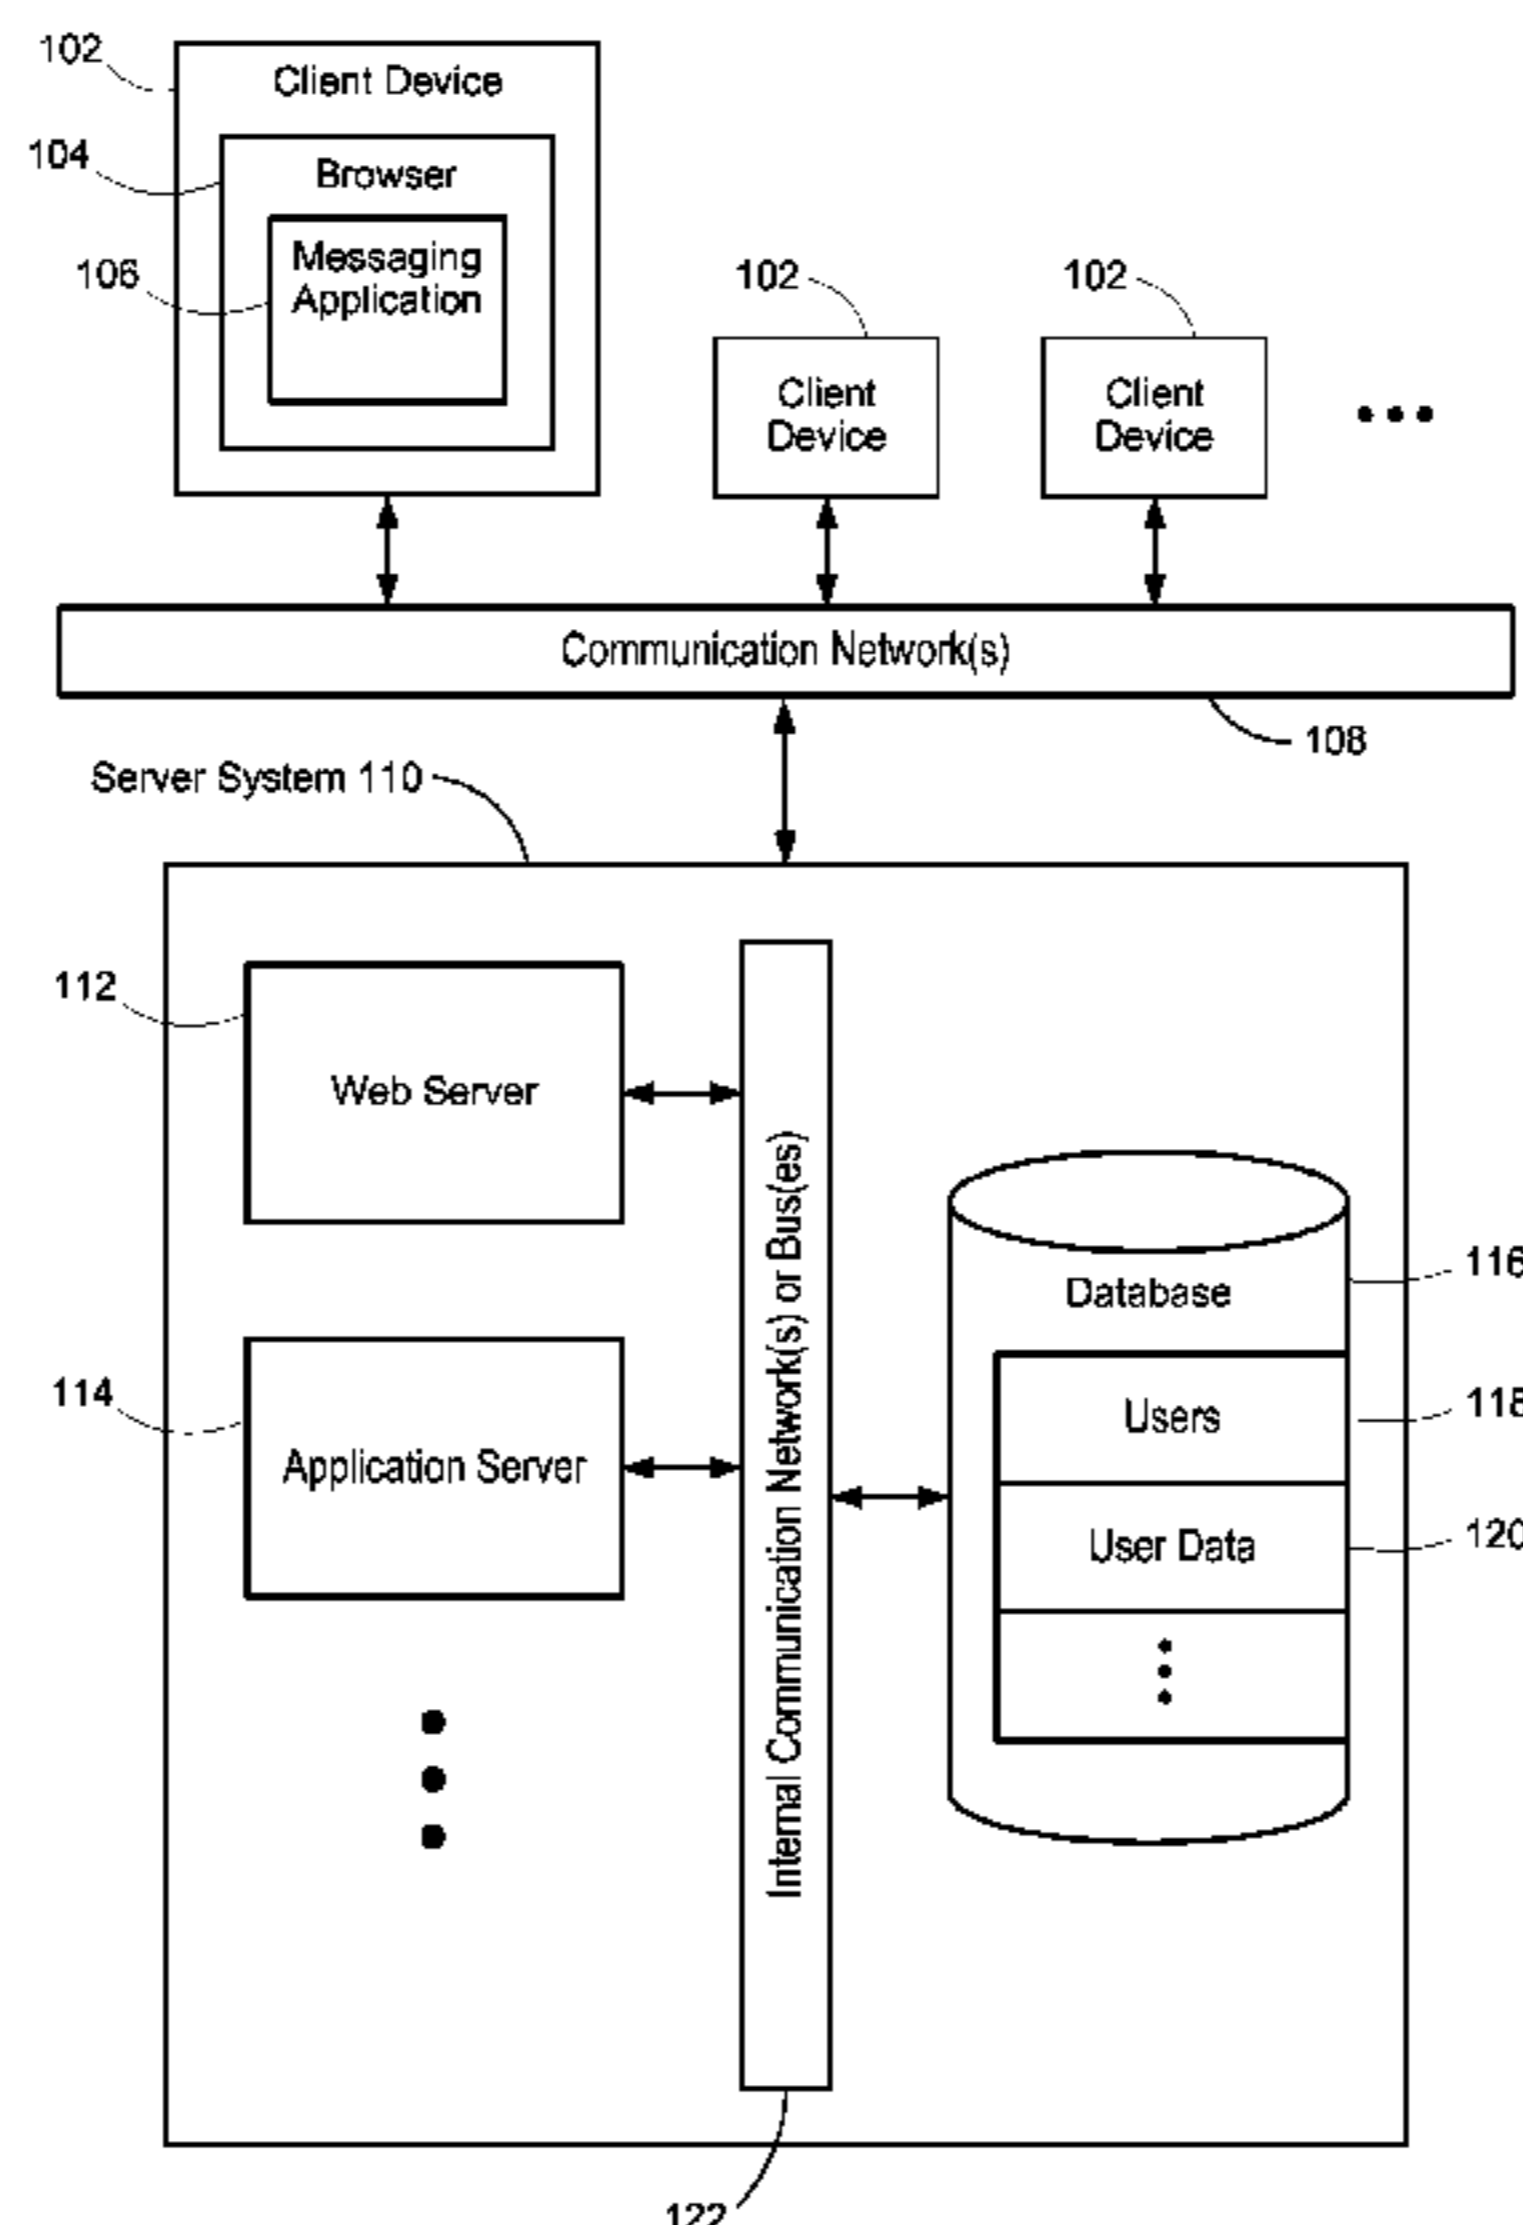 102
Client Device
104
Browser
106
Messaging
Application
102
Client
Device
102
Client
Device
Communication Network(s)
108
Server System 110
112
Web Server
114
Application Server
Internal Communication Network(s) or Bus(es)
Database
116
Users
118
User Data
120
122